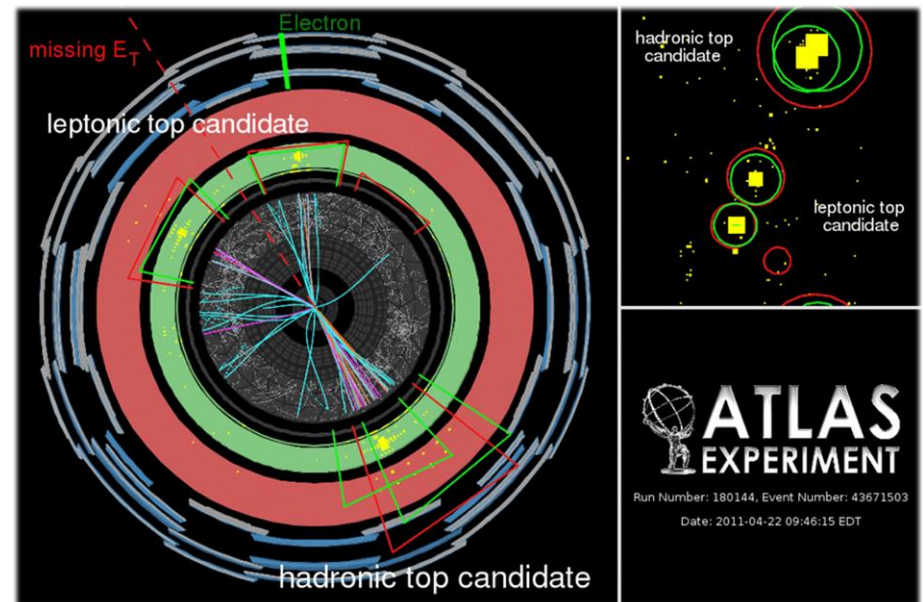 Electron
missing E_T
leptonic top candidate
hadronic top candidate
hadronic top
candidate
leptonic top
candidate
ATLAS
EXPERIMENT
Run Number: 180144, Event Number: 43671503
Date: 2011-04-22 09:46:15 EDT